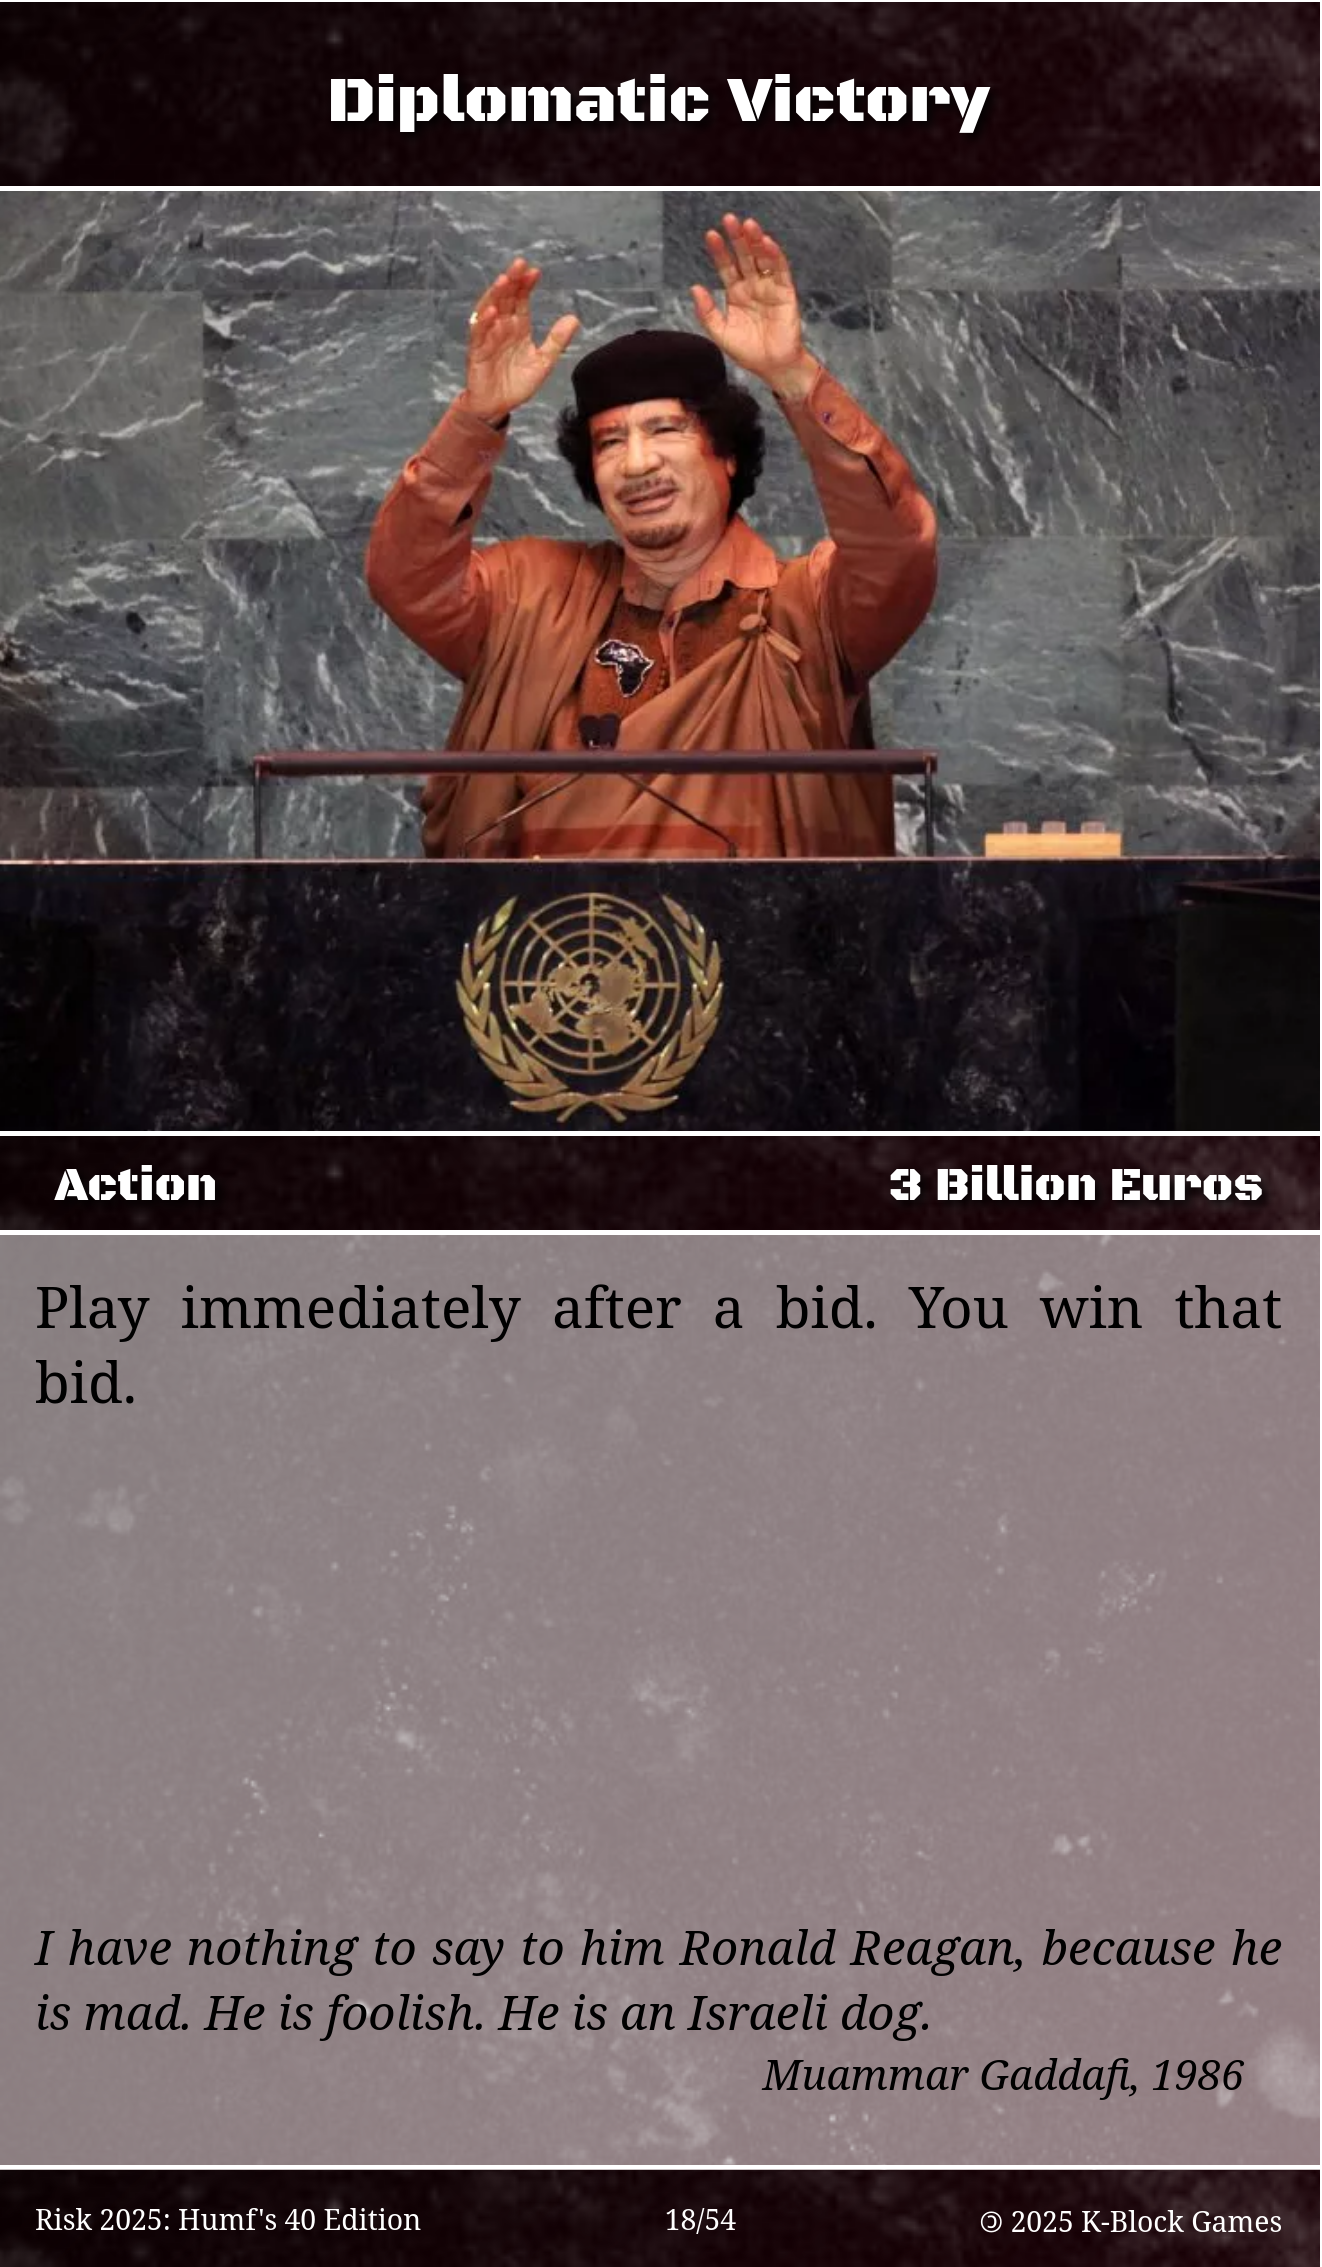 Diplomatic Victory
Action
3 Billion Euros
Play immediately after a bid. You win that
bid.
I have nothing to say to him Ronald Reagan, because he
is mad. He is foolish. He is an Israeli dog.
Muammar Gaddafi, 1986
Risk 2025: Humf's 40 Edition
18/54
🄯 2025 K-Block Games